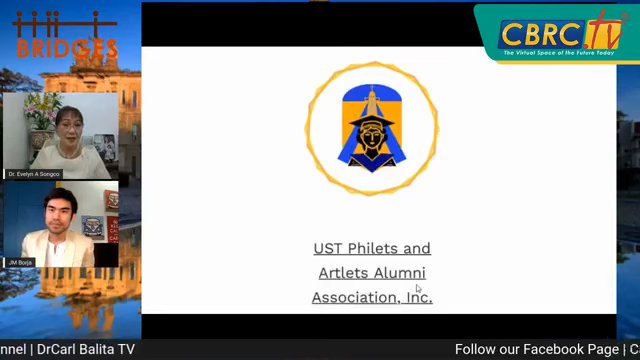 BRIDGES
CBRC.tv
The Virtual Space of the Future Today
Dr. Evelyn A Songco
JM Borja
UST Philets and
Artlets Alumni
Association, Inc.
nnel | DrCarl Balita TV
Follow our Facebook Page | C